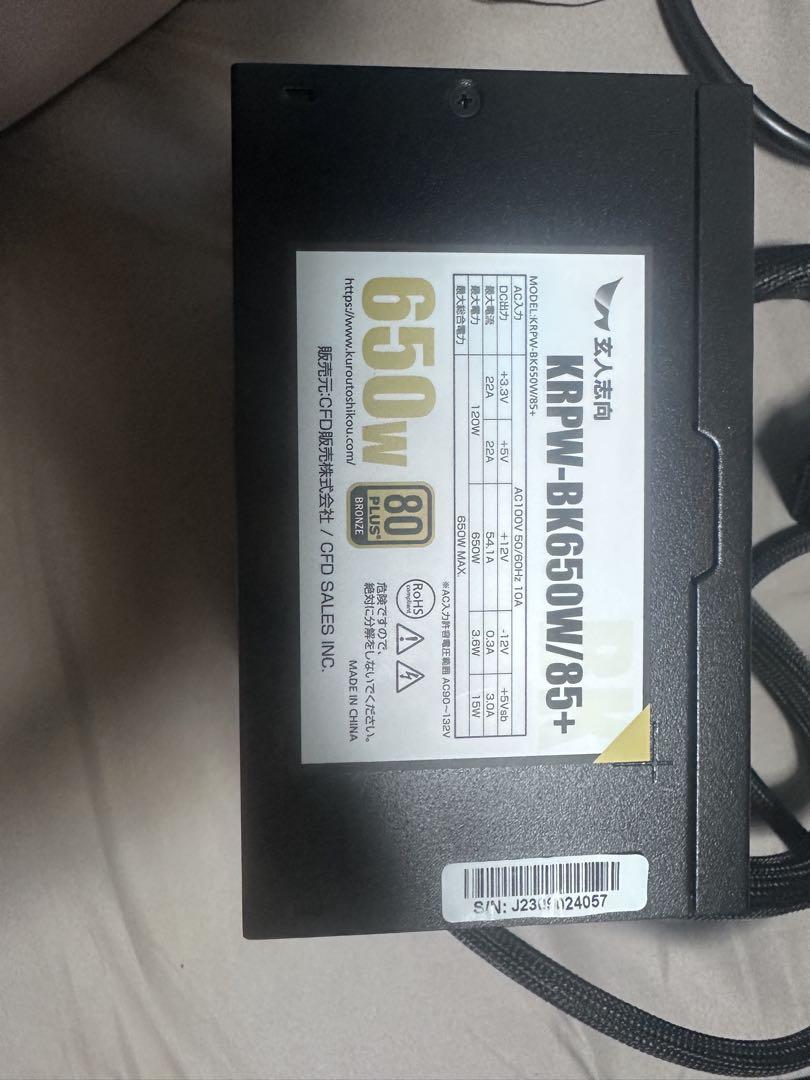 玄人志向
KRPW-BK650W/85+
MODEL:KRPW-BK650W/85+
AC入力 AC100V 50/60Hz 10A
DC出力 +3.3V +5V +12V -12V +5Vsb
最大電流 22A 22A 54.1A 0.3A 3.0A
最大電力 120W 650W 3.6W 15W
最大総合電力 650W MAX.
※AC入力許容電圧範囲 AC90~132V
650W
80
PLUS®
BRONZE
RoHS
compliant
危険ですので、
絶対に分解をしないでください。
MADE IN CHINA
https://www.kuroutoshikou.com/
販売元:CFD販売株式会社 / CFD SALES INC.
S/N: J2309024057